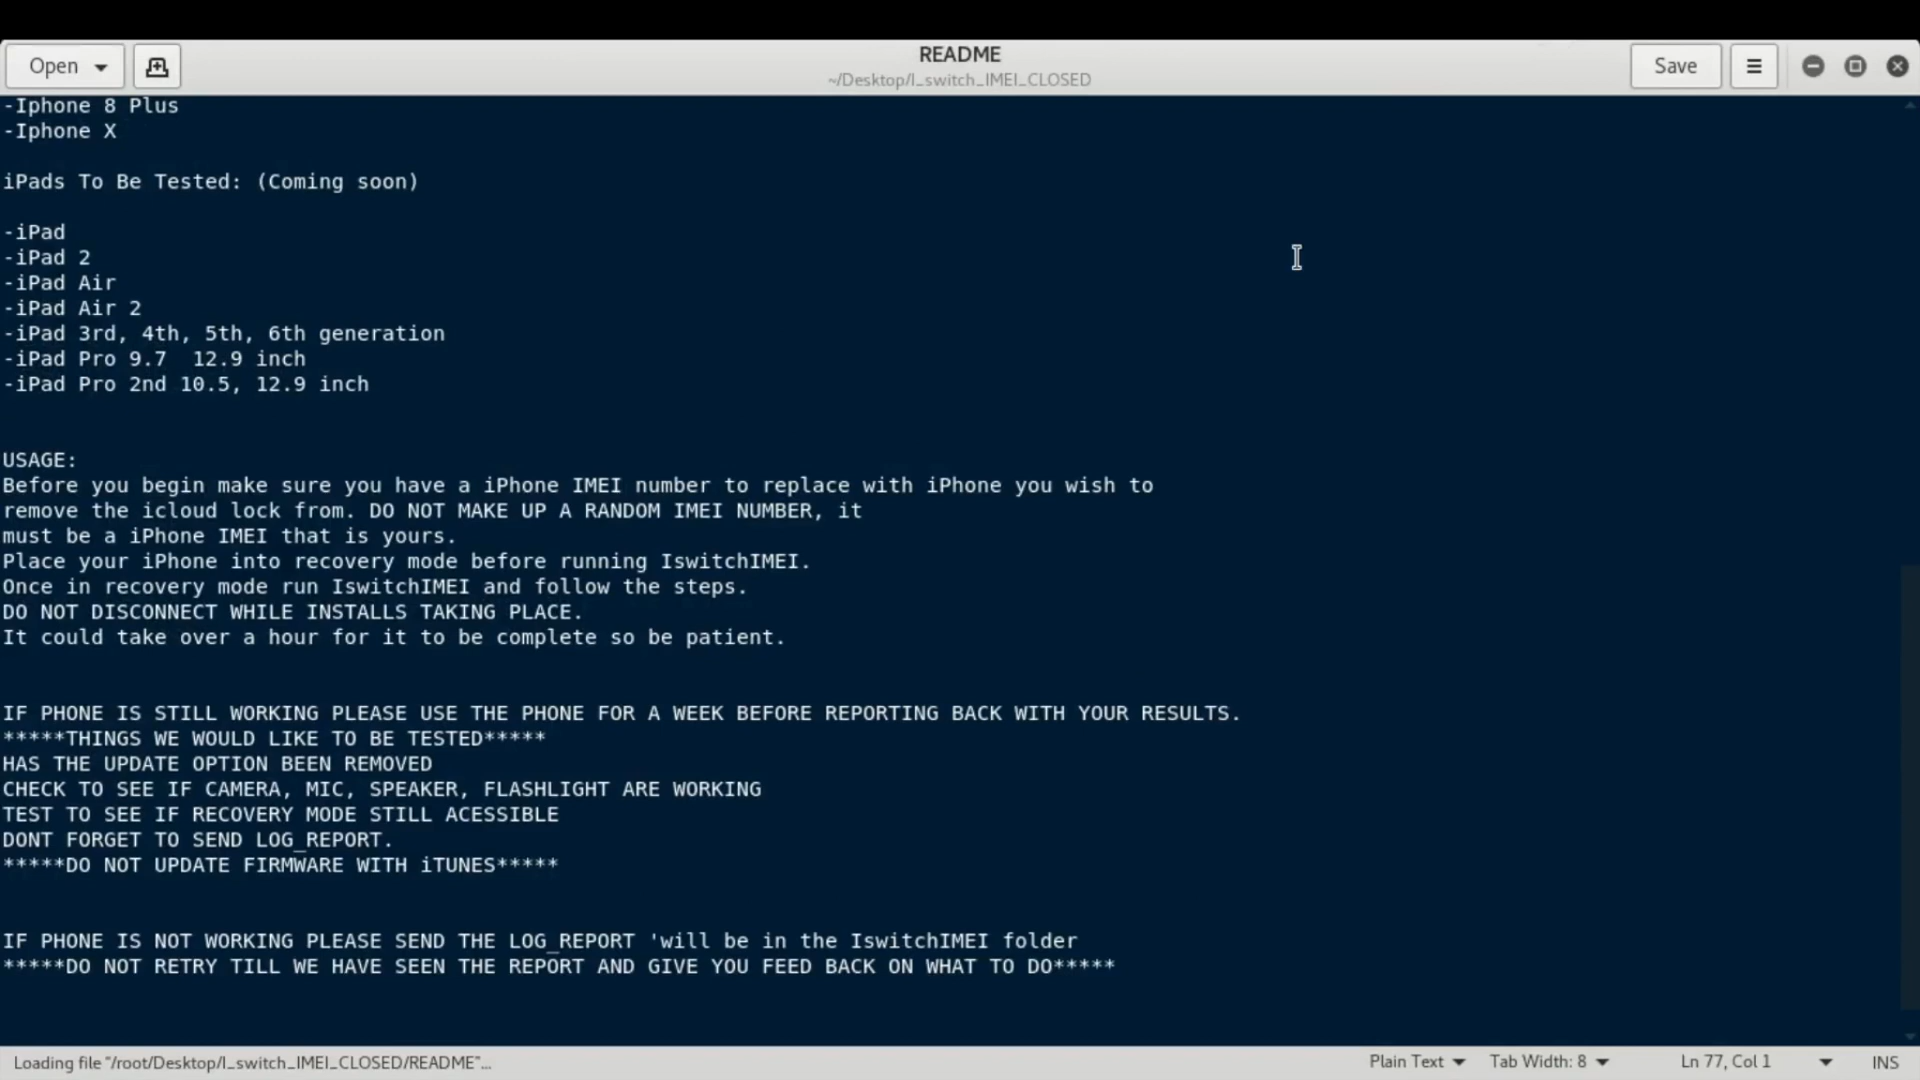 README
Open
Save
~/Desktop/I_switch_IMEI_CLOSED
-Iphone 8 Plus
-Iphone X
iPads To Be Tested: (Coming soon)
-iPad
-iPad 2
-iPad Air
-iPad Air 2
-iPad 3rd, 4th, 5th, 6th generation
-iPad Pro 9.7  12.9 inch
-iPad Pro 2nd 10.5, 12.9 inch
USAGE:
Before you begin make sure you have a iPhone IMEI number to replace with iPhone you wish to
remove the icloud lock from. DO NOT MAKE UP A RANDOM IMEI NUMBER, it
must be a iPhone IMEI that is yours.
Place your iPhone into recovery mode before running IswitchIMEI.
Once in recovery mode run IswitchIMEI and follow the steps.
DO NOT DISCONNECT WHILE INSTALLS TAKING PLACE.
It could take over a hour for it to be complete so be patient.
IF PHONE IS STILL WORKING PLEASE USE THE PHONE FOR A WEEK BEFORE REPORTING BACK WITH YOUR RESULTS.
*****THINGS WE WOULD LIKE TO BE TESTED*****
HAS THE UPDATE OPTION BEEN REMOVED
CHECK TO SEE IF CAMERA, MIC, SPEAKER, FLASHLIGHT ARE WORKING
TEST TO SEE IF RECOVERY MODE STILL ACESSIBLE
DONT FORGET TO SEND LOG_REPORT.
*****DO NOT UPDATE FIRMWARE WITH iTUNES*****
IF PHONE IS NOT WORKING PLEASE SEND THE LOG_REPORT 'will be in the IswitchIMEI folder
*****DO NOT RETRY TILL WE HAVE SEEN THE REPORT AND GIVE YOU FEED BACK ON WHAT TO DO*****
Loading file "/root/Desktop/I_switch_IMEI_CLOSED/README"... Plain Text Tab Width: 8 Ln 77, Col 1 INS